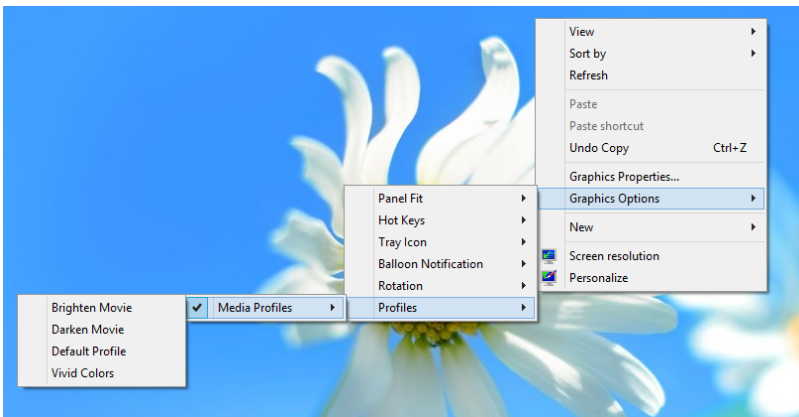 View
Sort by
Refresh
Paste
Paste shortcut
Undo Copy Ctrl+Z
Graphics Properties...
Graphics Options
New
Screen resolution
Personalize
Panel Fit
Hot Keys
Tray Icon
Balloon Notification
Rotation
Profiles
Media Profiles
Brighten Movie
Darken Movie
Default Profile
Vivid Colors